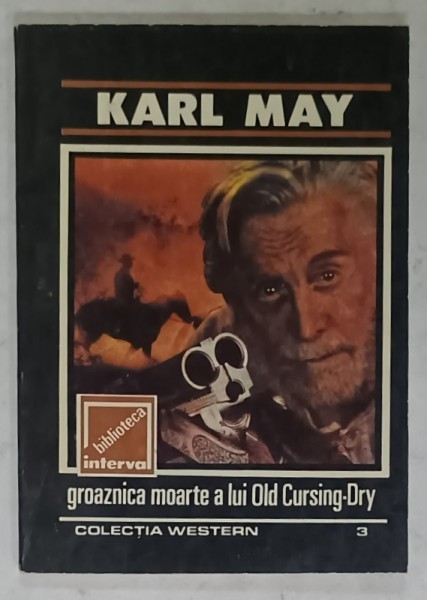 KARL MAY
biblioteca
interval
groaznica moarte a lui Old Cursing-Dry
COLECȚIA WESTERN 3